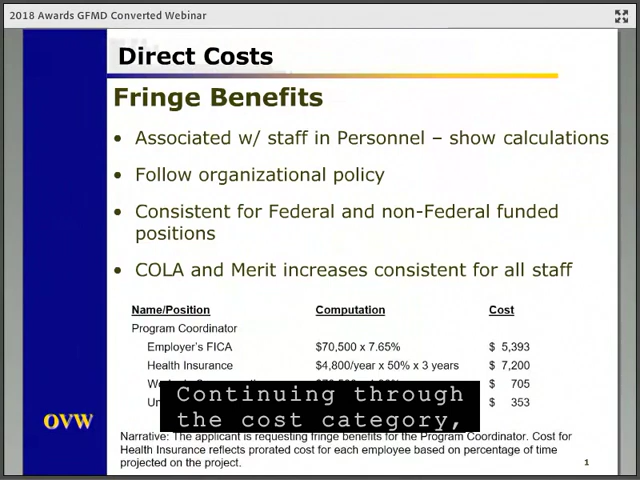 2018 Awards GFMD Converted Webinar
Direct Costs
Fringe Benefits
• Associated w/ staff in Personnel – show calculations
• Follow organizational policy
• Consistent for Federal and non-Federal funded
positions
• COLA and Merit increases consistent for all staff
Name/Position Computation Cost
Program Coordinator
Employer's FICA $70,500 x 7.65% $ 5,393
Health Insurance $4,800/year x 50% x 3 years $ 7,200
$ 705
$ 353
Continuing through
the cost category,
OVW
Narrative: The applicant is requesting fringe benefits for the Program Coordinator. Cost for
Health Insurance reflects prorated cost for each employee based on percentage of time
projected on the project.
1